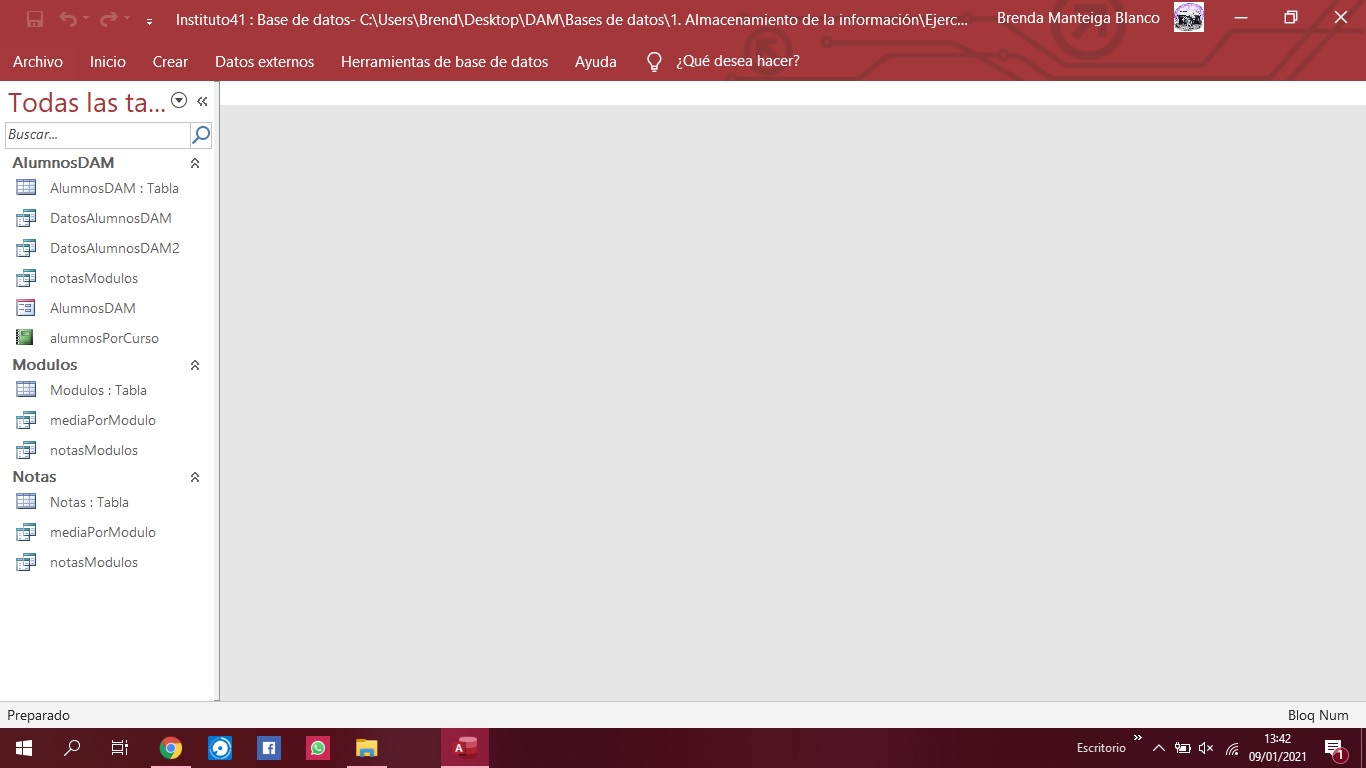 Instituto41 : Base de datos- C:\Users\Brend\Desktop\DAM\Bases de datos\1. Almacenamiento de la información\Ejerc...
Brenda Manteiga Blanco
Archivo Inicio Crear Datos externos Herramientas de base de datos Ayuda ¿Qué desea hacer?
Todas las ta...
Buscar...
AlumnosDAM
AlumnosDAM : Tabla
DatosAlumnosDAM
DatosAlumnosDAM2
notasModulos
AlumnosDAM
alumnosPorCurso
Modulos
Modulos : Tabla
mediaPorModulo
notasModulos
Notas
Notas : Tabla
mediaPorModulo
notasModulos
Preparado
Bloq Num
A
Escritorio
13:42
09/01/2021
1